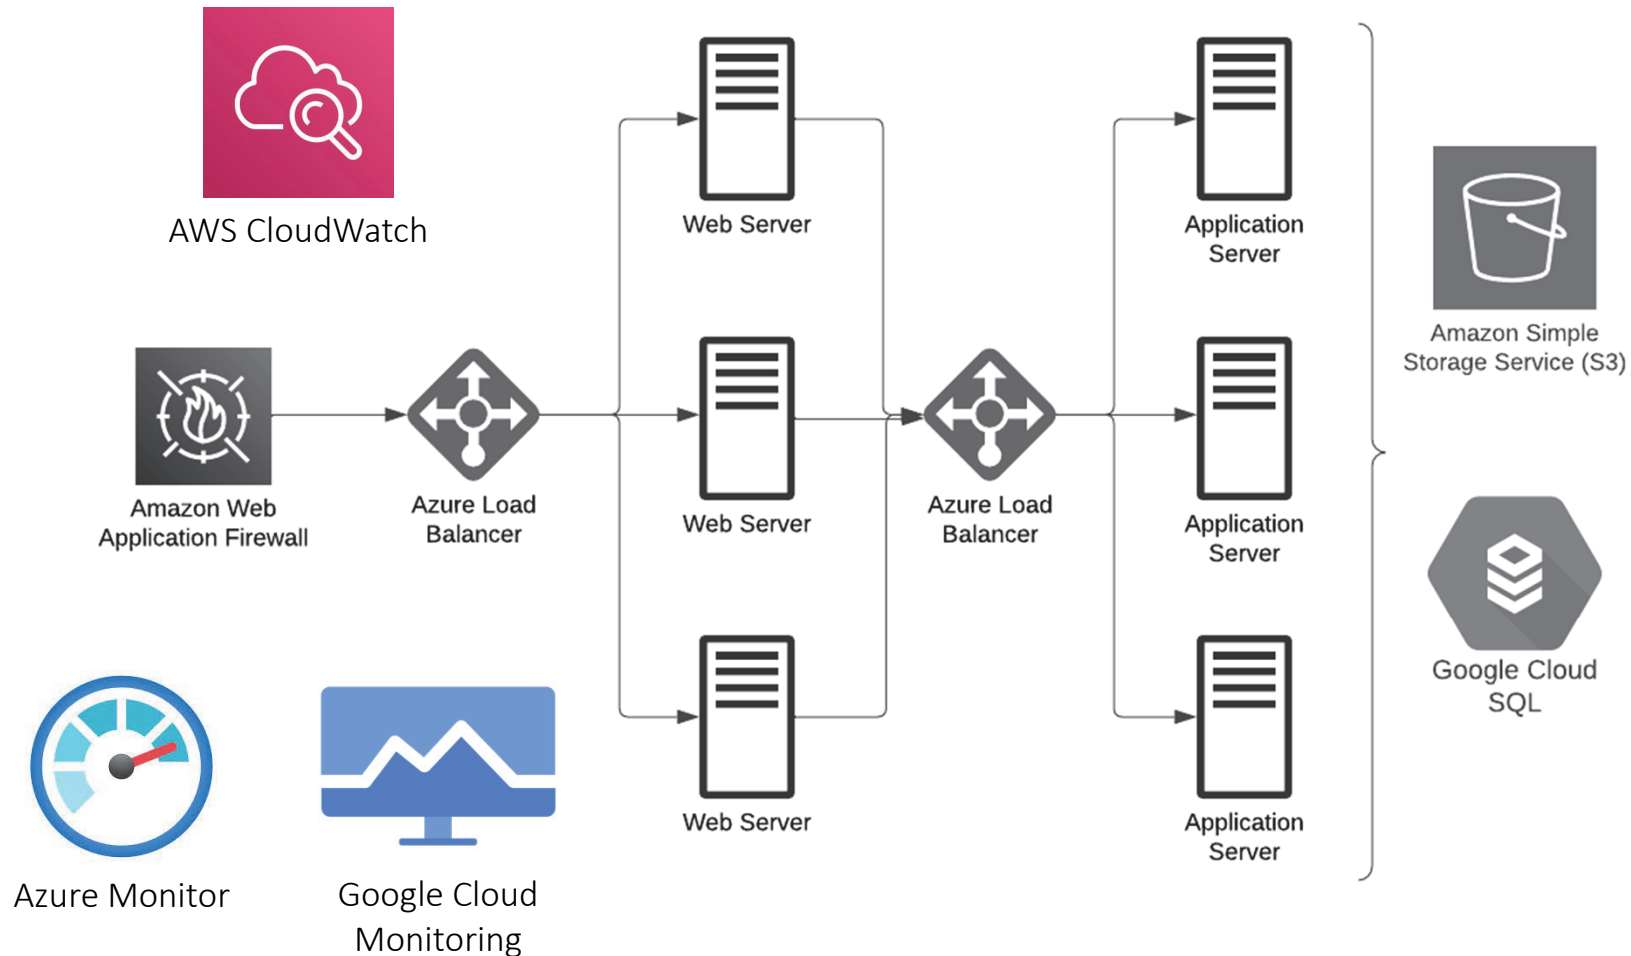 AWS CloudWatch
Web Server
Application
Server
Amazon Simple
Storage Service (S3)
Amazon Web
Application Firewall
Azure Load
Balancer
Web Server
Azure Load
Balancer
Application
Server
Google Cloud
SQL
Web Server
Application
Server
Azure Monitor
Google Cloud
Monitoring